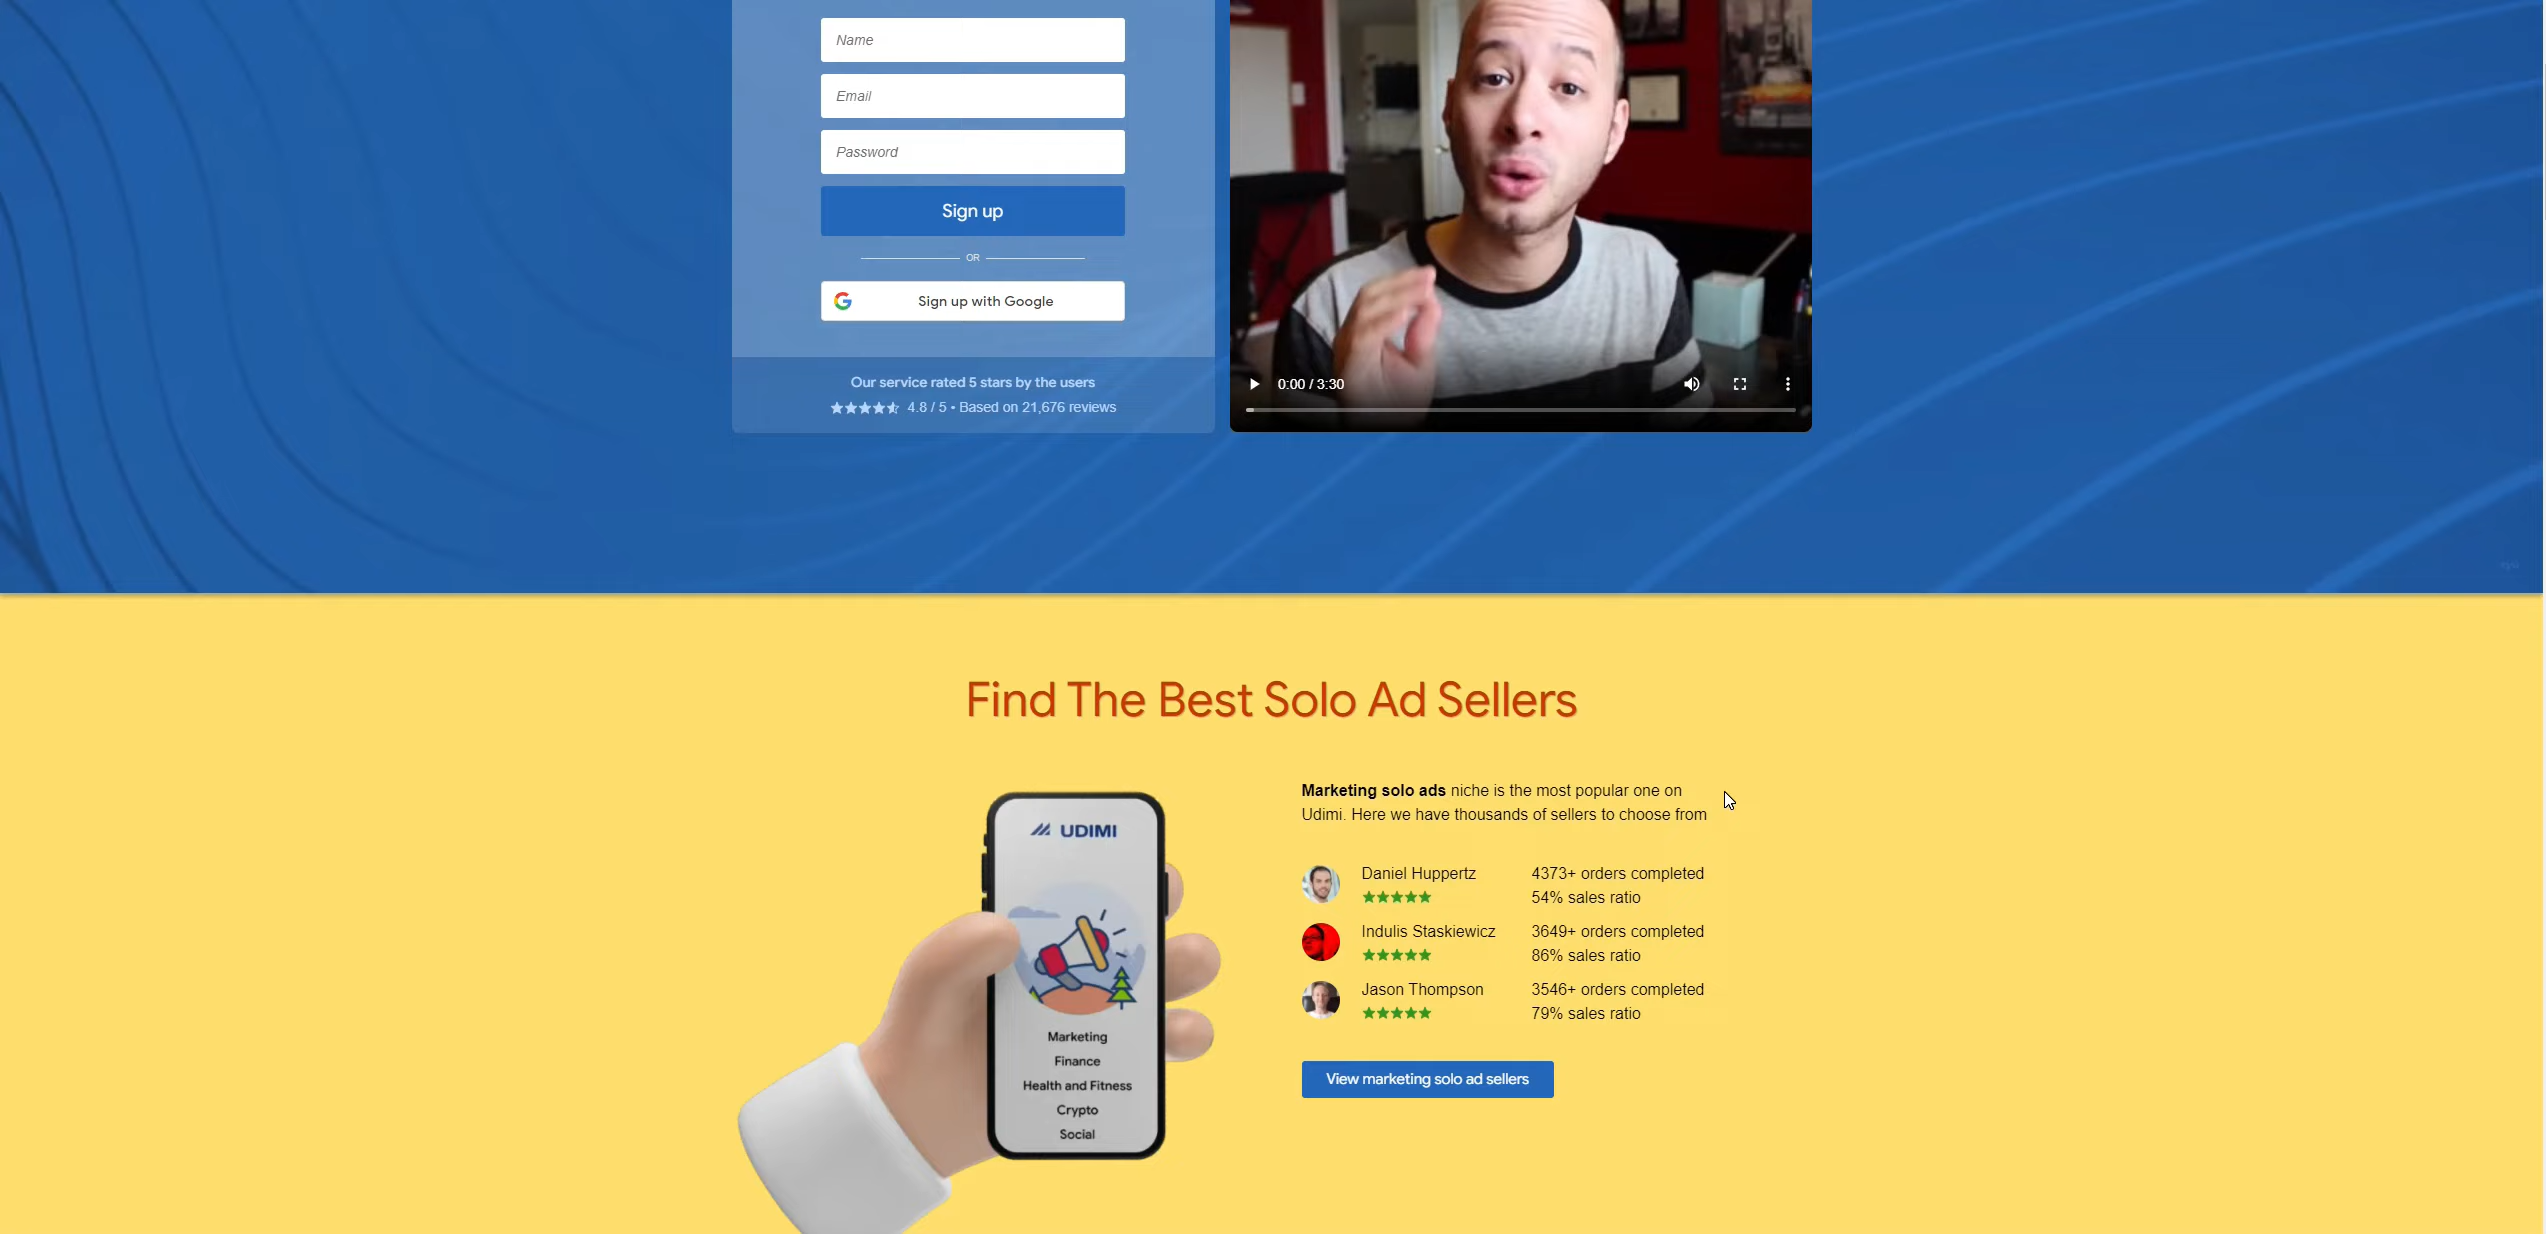 Name
Email
Password
Sign up
OR
Sign up with Google
Our service rated 5 stars by the users
4.8 / 5 • Based on 21,676 reviews
0:00 / 3:30
Find The Best Solo Ad Sellers
UDIMI
Marketing
Finance
Health and Fitness
Crypto
Social
Marketing solo ads niche is the most popular one on
Udimi. Here we have thousands of sellers to choose from
Daniel Huppertz
4373+ orders completed
54% sales ratio
Indulis Staskiewicz
3649+ orders completed
86% sales ratio
Jason Thompson
3546+ orders completed
79% sales ratio
View marketing solo ad sellers